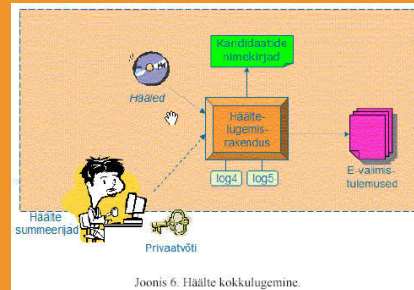 Kandidaatide
nimekirjad
Hääled
Häälte-
lugemis-
rakendus
log4
log5
E-valimis-
tulemused
Häälte
summeerijad
Privaatvõti
Joonis 6. Häälte kokkulugemine.